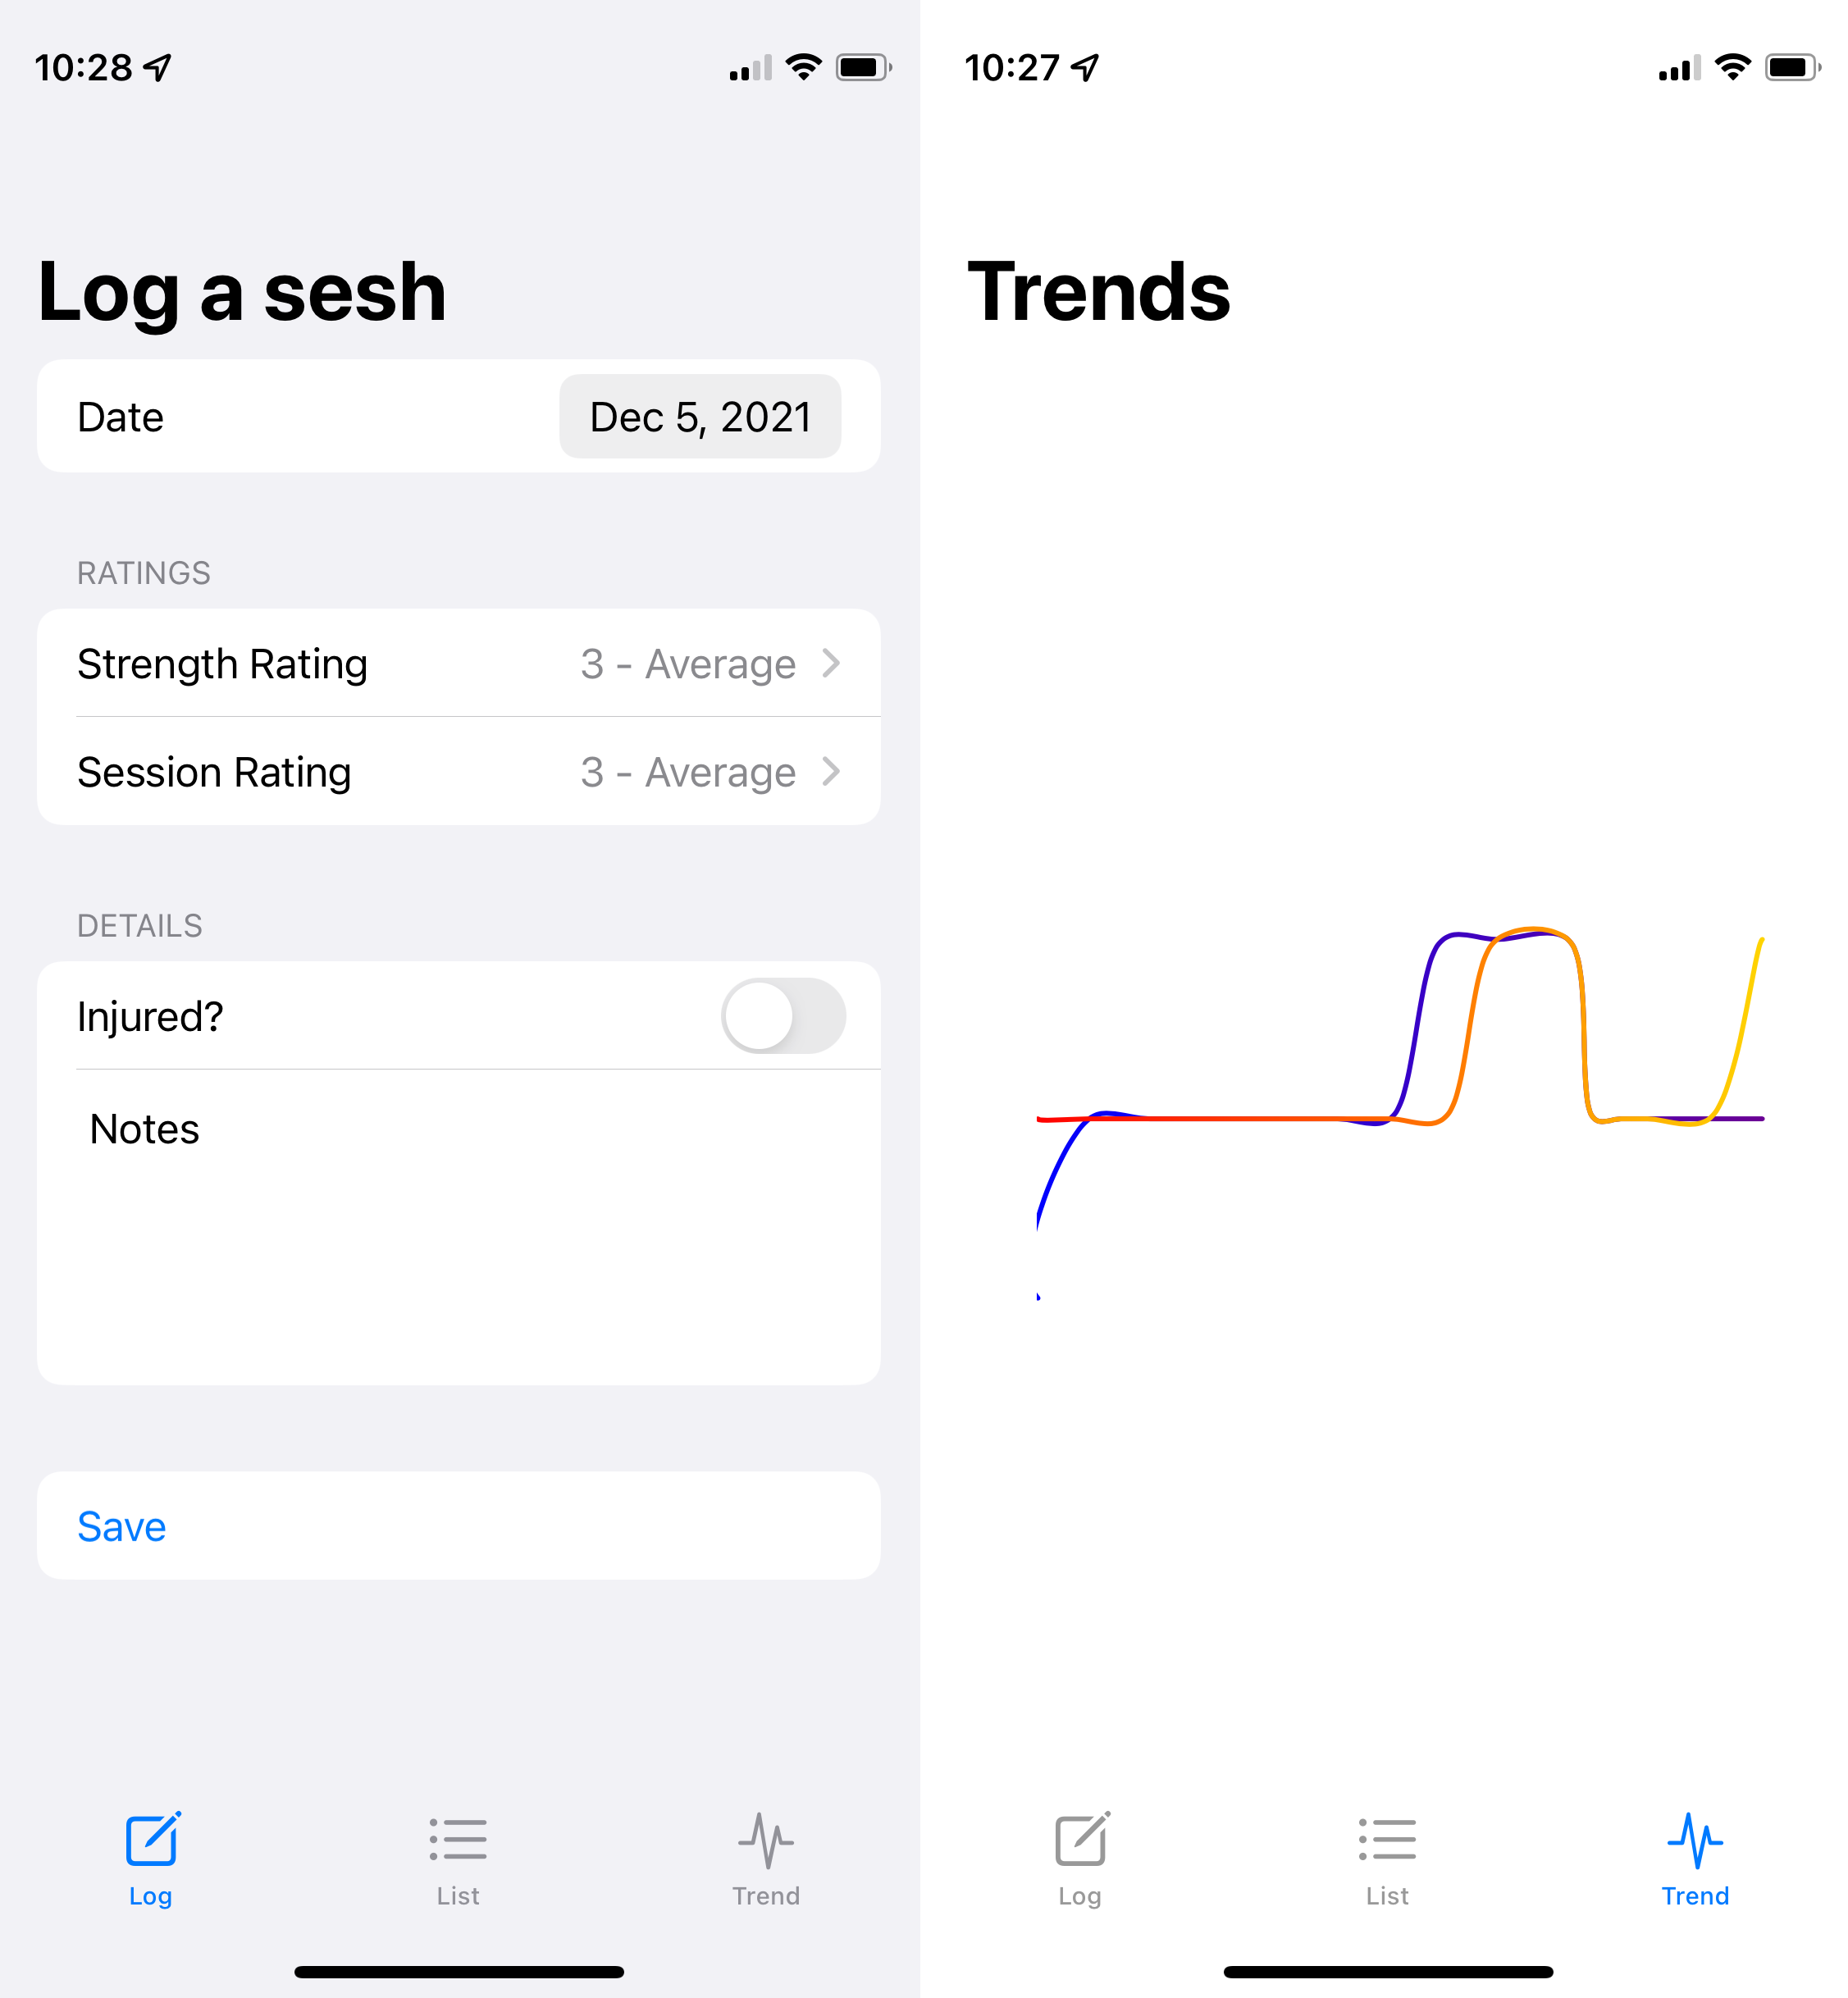 10:28
Log a sesh
Date Dec 5, 2021
RATINGS
Strength Rating 3 - Average
Session Rating 3 - Average
DETAILS
Injured?
Notes
Save
Log List Trend
10:27
Trends
Log List Trend